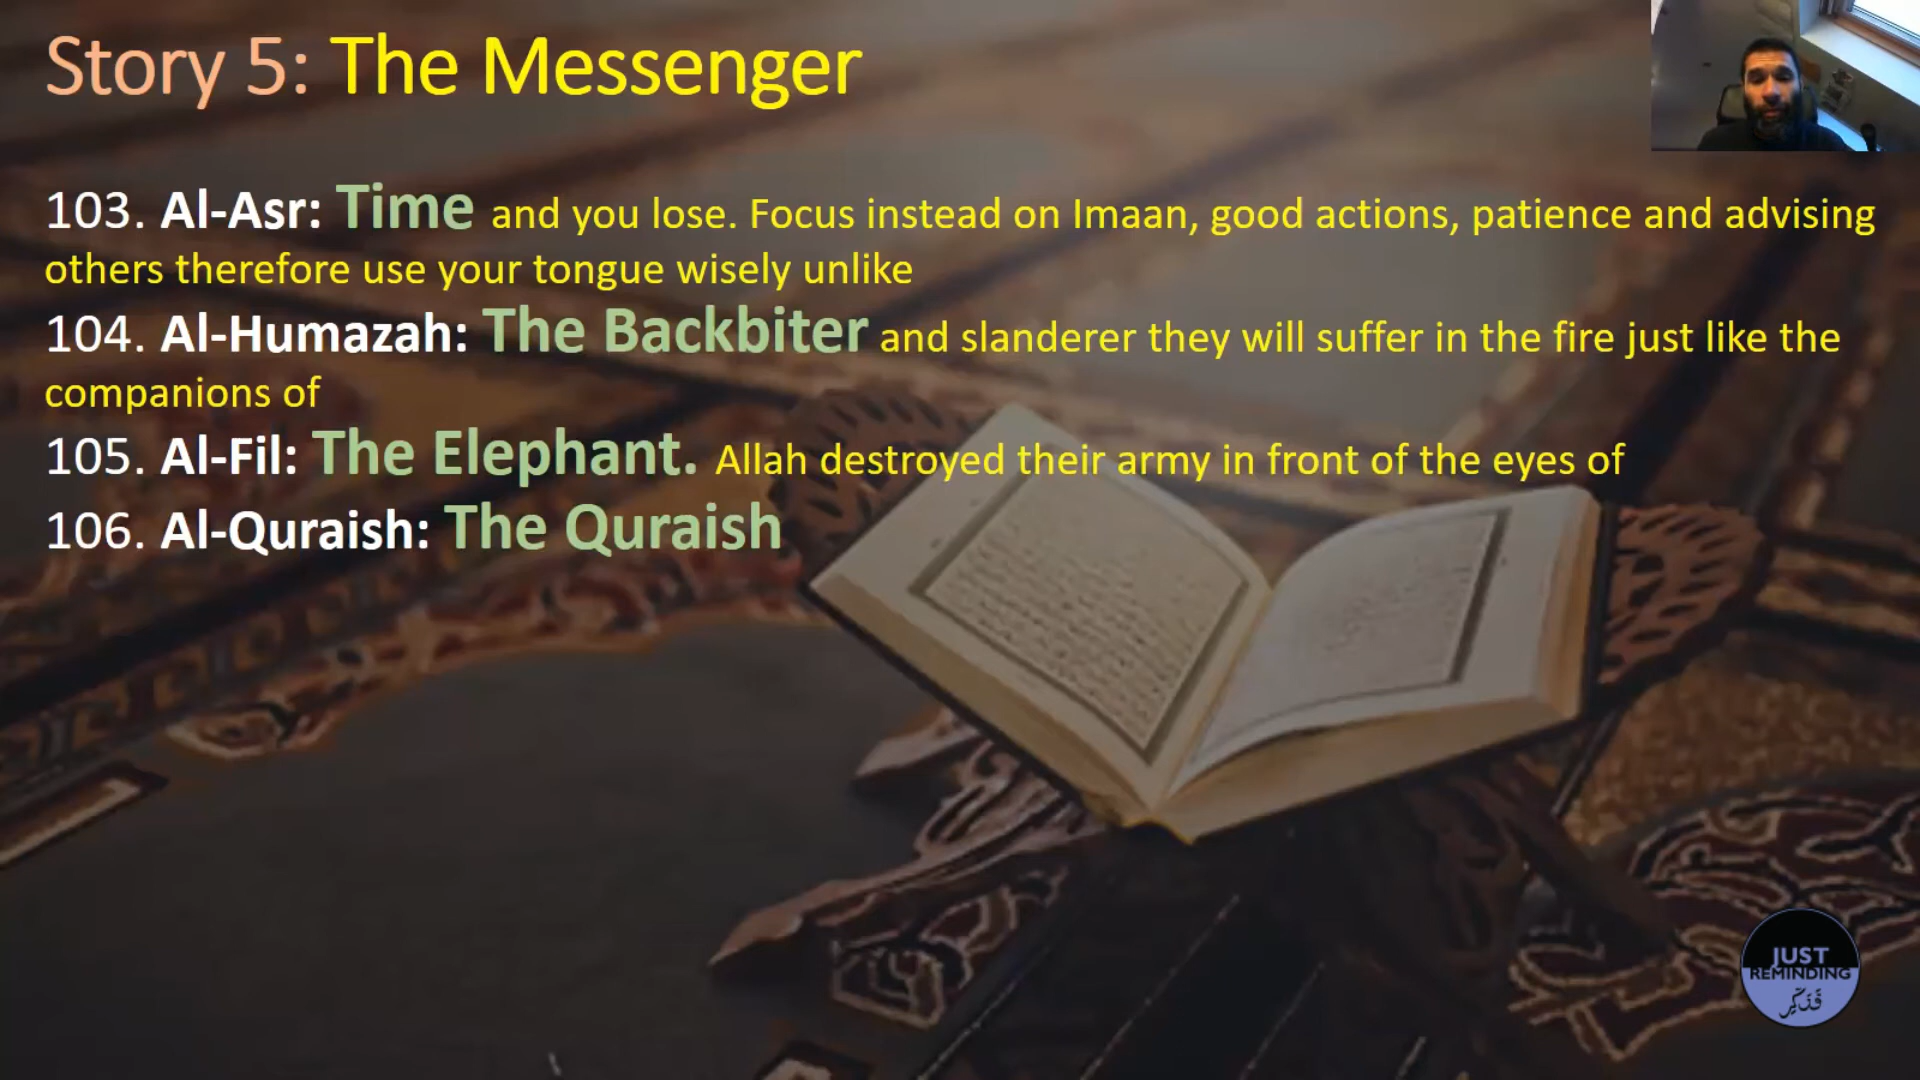 Story 5: The Messenger
103. Al-Asr: Time and you lose. Focus instead on Imaan, good actions, patience and advising
others therefore use your tongue wisely unlike
104. Al-Humazah: The Backbiter and slanderer they will suffer in the fire just like the
companions of
105. Al-Fil: The Elephant. Allah destroyed their army in front of the eyes of
106. Al-Quraish: The Quraish
JUST
REMINDING
فَذَكِّر